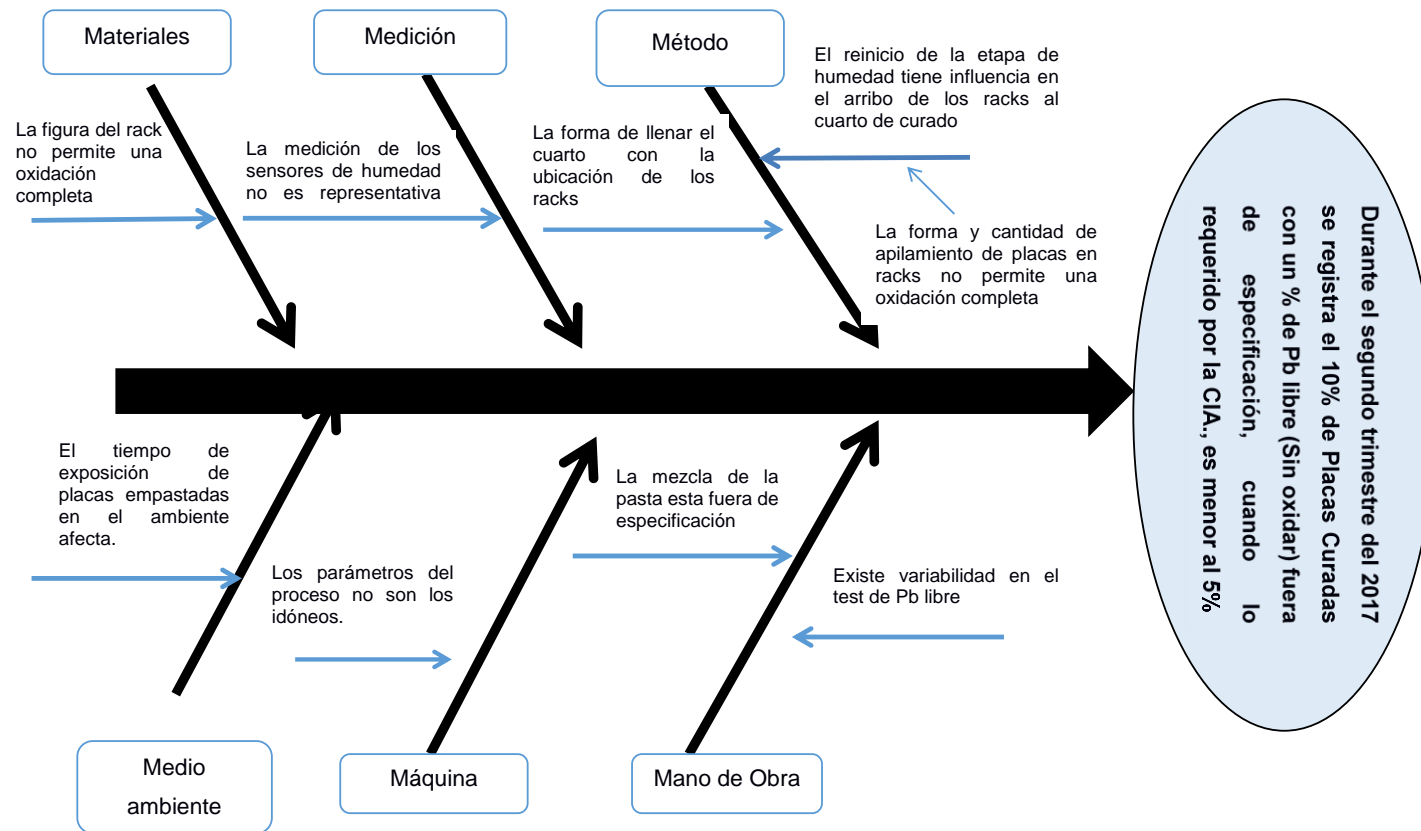 Materiales
Medición
Método
El reinicio de la etapa de
humedad tiene influencia en
el arribo de los racks al
cuarto de curado
La figura del rack
no permite una
oxidación
completa
La medición de los
sensores de humedad
no es representativa
La forma de llenar el
cuarto con la
ubicación de los
racks
La forma y cantidad de
apilamiento de placas en
racks no permite una
oxidación completa
Durante el segundo trimestre del 2017
se registra el 10% de Placas Curadas
con un % de Pb libre (Sin oxidar) fuera
de especificación, cuando lo
requerido por la CIA., es menor al 5%
El tiempo de
exposición de
placas empastadas
en el ambiente
afecta.
Los parámetros del
proceso no son los
idóneos.
La mezcla de la
pasta esta fuera de
especificación
Existe variabilidad en el
test de Pb libre
Medio
ambiente
Máquina
Mano de Obra